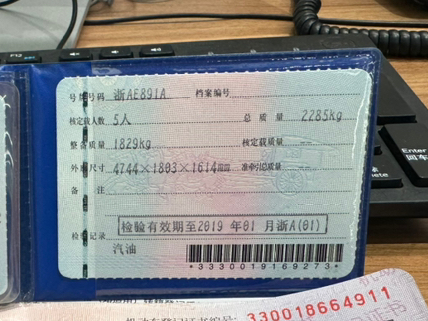 号牌号码 浙AE891A 档案编号
核定载人数 5人 总质量 2285kg
整备质量 1829kg 核定载质量 --
外廓尺寸 4744×1803×1614mm 准牵引总质量 --
备注
检验有效期至2019年01月浙A(01)
检验记录
汽油
*3330019169273*
330018664911